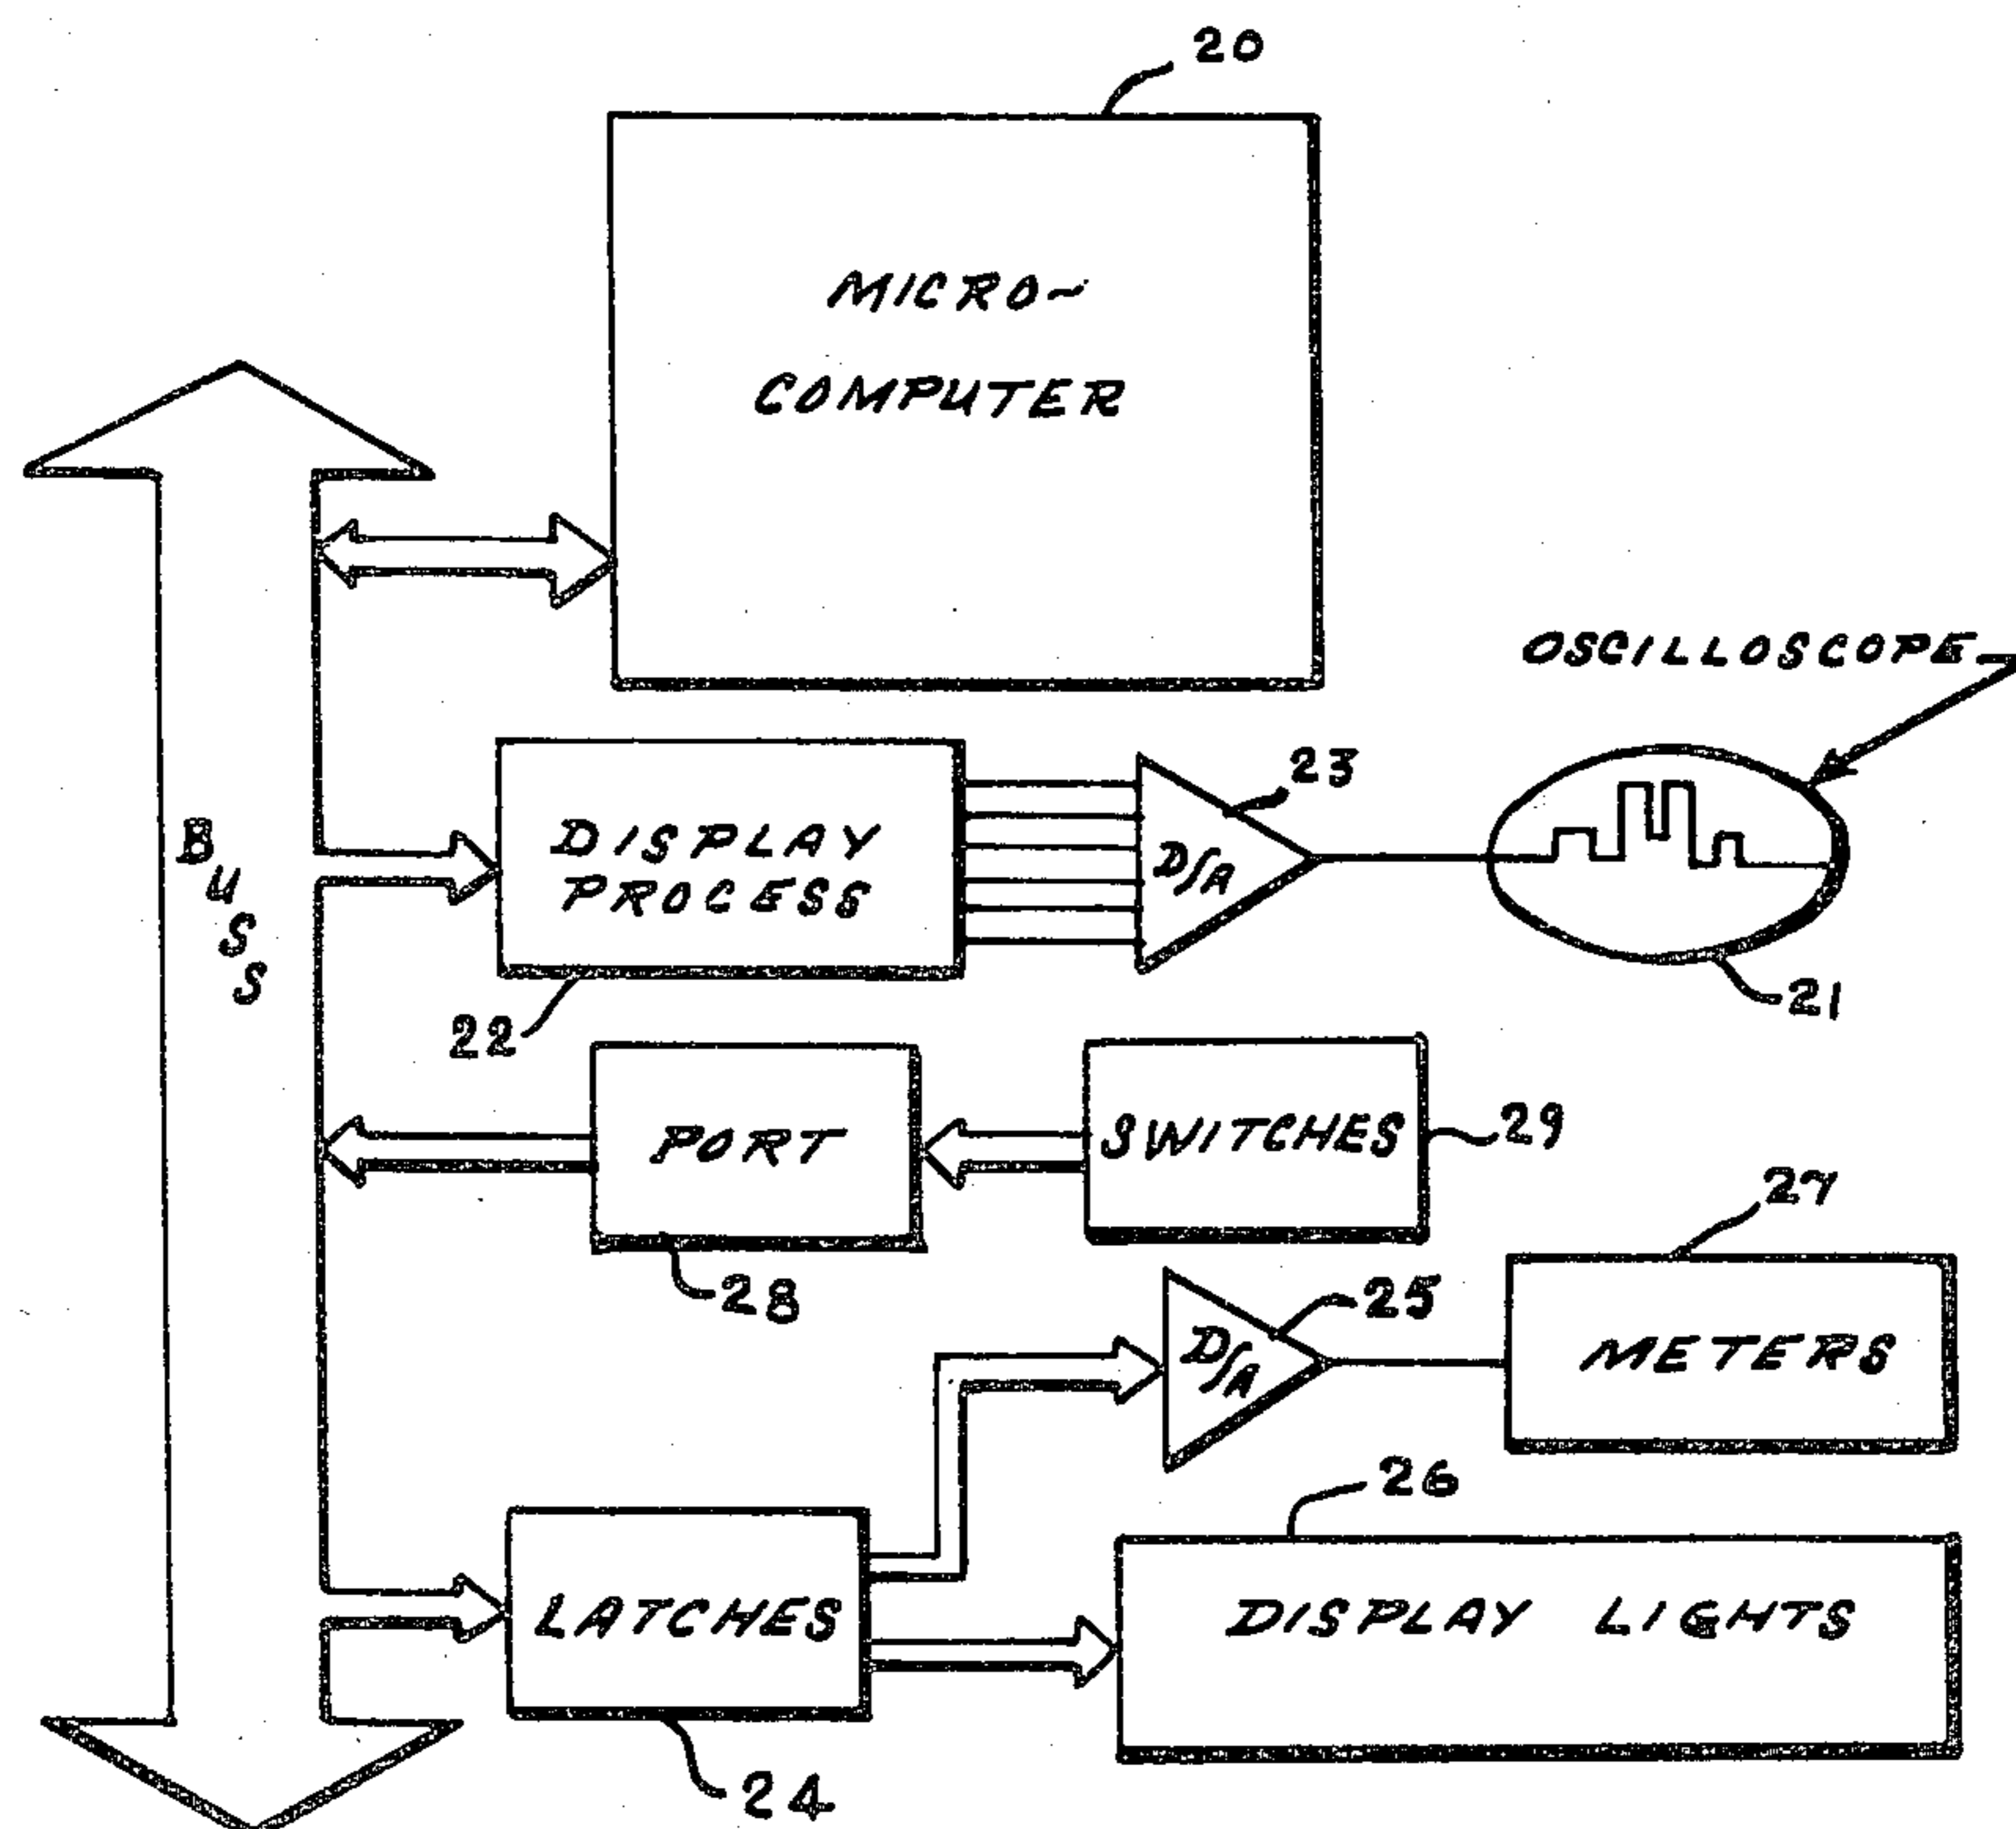 20
MICRO-
COMPUTER
OSCILLOSCOPE
23
DISPLAY
PROCESS
D/A
BUSS
21
22
PORT
SWITCHES
29
27
28
25
D/A
METERS
26
LATCHES
DISPLAY LIGHTS
24